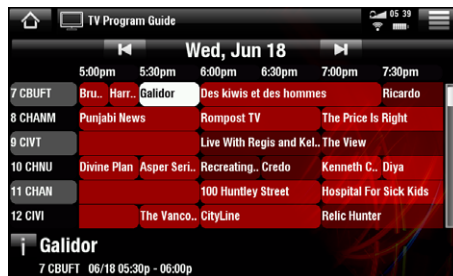 TV Program Guide 05 39
Wed, Jun 18
5:00pm 5:30pm 6:00pm 6:30pm 7:00pm 7:30pm
7 CBUFT Bru.. Harr.. Galidor Des kiwis et des hommes Ricardo
8 CHANM Punjabi News Rompost TV The Price Is Right
9 CIVT Live With Regis and Kel.. The View
10 CHNU Divine Plan Asper Seri.. Recreating.. Credo Kenneth C.. Diya
11 CHAN 100 Huntley Street Hospital For Sick Kids
12 CIVI The Vanco.. CityLine Relic Hunter
i Galidor
7 CBUFT 06/18 05:30p - 06:00p